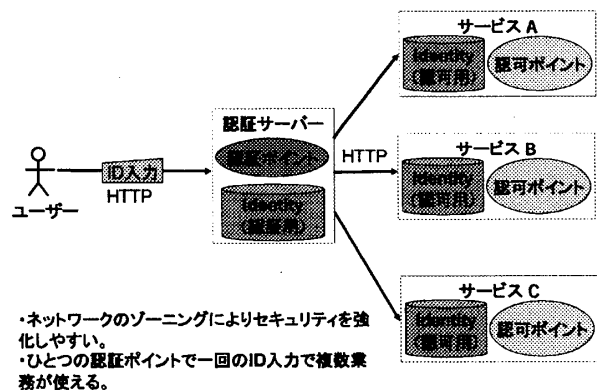 サービス A
Identity
(認可用)
認可ポイント
認証サーバー
認証ポイント
Identity
(認証用)
ID入力
HTTP
ユーザー
HTTP
サービス B
Identity
(認可用)
認可ポイント
サービス C
Identity
(認可用)
認可ポイント
・ネットワークのゾーニングによりセキュリティを強
化しやすい。
・ひとつの認証ポイントで一回のID入力で複数業
務が使える。